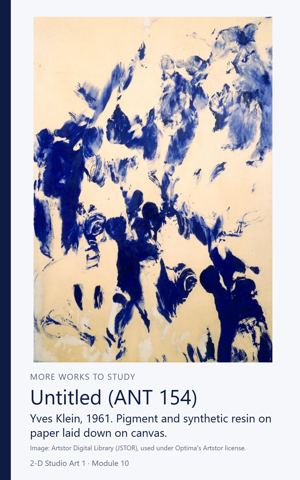 MORE WORKS TO STUDY
Untitled (ANT 154)
Yves Klein, 1961. Pigment and synthetic resin on
paper laid down on canvas.
Image: Artstor Digital Library (JSTOR), used under Optima's Artstor license.
2-D Studio Art 1 · Module 10